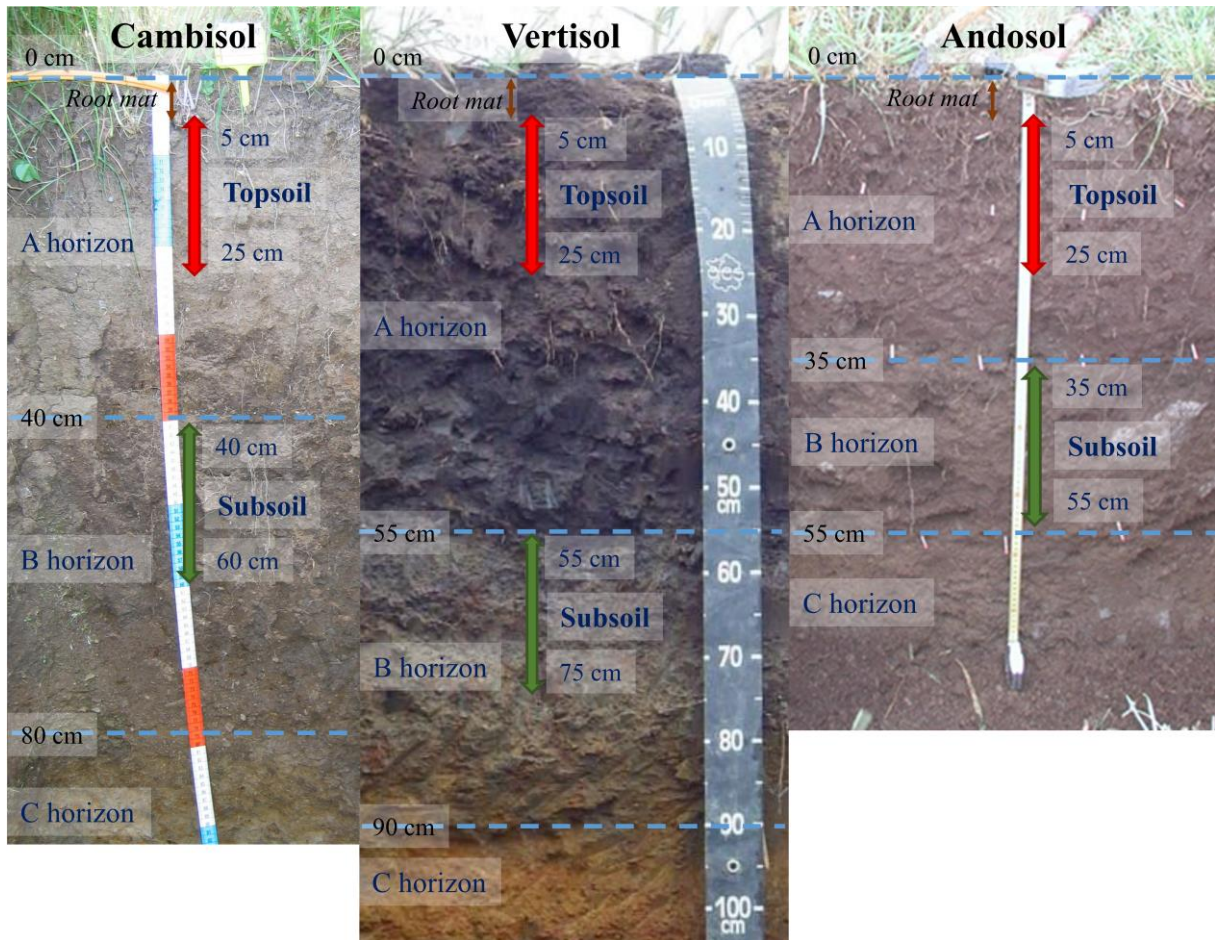 Cambisol
0 cm
Root mat
5 cm
Topsoil
25 cm
A horizon
40 cm
40 cm
Subsoil
60 cm
B horizon
80 cm
C horizon
Vertisol
Root mat
5 cm
Topsoil
25 cm
A horizon
55 cm
55 cm
Subsoil
75 cm
B horizon
90 cm
C horizon
10
20
30
40
50
cm
60
70
80
90
100
cm
Andosol
0 cm
Root mat
5 cm
Topsoil
25 cm
A horizon
35 cm
35 cm
B horizon
Subsoil
55 cm
55 cm
C horizon